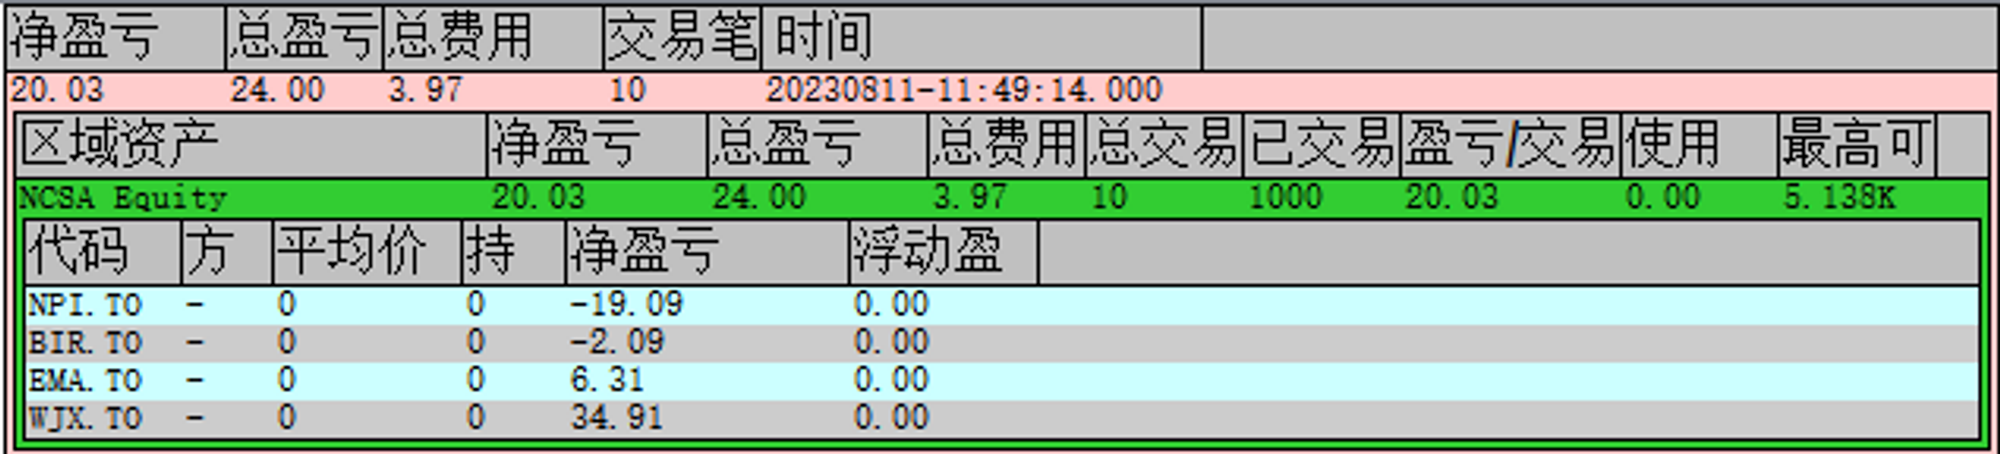 净盈亏 总盈亏 总费用 交易笔 时间
20.03 24.00 3.97 10 20230811-11:49:14.000
区域资产 净盈亏 总盈亏 总费用 总交易 已交易 盈亏/交易 使用 最高可
NCSA Equity 20.03 24.00 3.97 10 1000 20.03 0.00 5.138K
代码 方 平均价 持 净盈亏 浮动盈
NPI.TO - 0 0 -19.09 0.00
BIR.TO - 0 0 -2.09 0.00
EMA.TO - 0 0 6.31 0.00
WJX.TO - 0 0 34.91 0.00